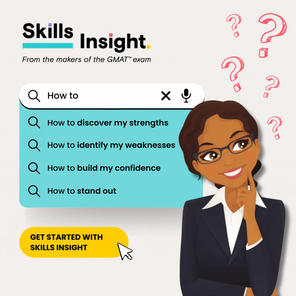 Skills
Insight.
From the makers of the GMAT™ exam
How to
How to discover my strengths
How to identify my weaknesses
How to build my confidence
How to stand out
GET STARTED WITH
SKILLS INSIGHT